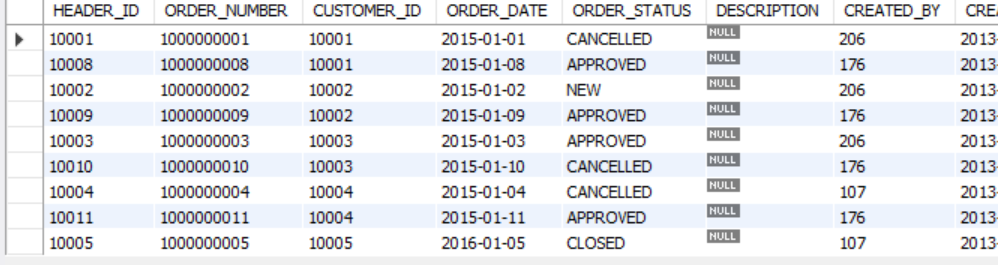 HEADER_ID ORDER_NUMBER CUSTOMER_ID ORDER_DATE ORDER_STATUS DESCRIPTION CREATED_BY CREA
10001 1000000001 10001 2015-01-01 CANCELLED NULL 206 2013-
10008 1000000008 10001 2015-01-08 APPROVED NULL 176 2013-
10002 1000000002 10002 2015-01-02 NEW NULL 206 2013-
10009 1000000009 10002 2015-01-09 APPROVED NULL 176 2013-
10003 1000000003 10003 2015-01-03 APPROVED NULL 206 2013-
10010 1000000010 10003 2015-01-10 CANCELLED NULL 176 2013-
10004 1000000004 10004 2015-01-04 CANCELLED NULL 107 2013-
10011 1000000011 10004 2015-01-11 APPROVED NULL 176 2013-
10005 1000000005 10005 2016-01-05 CLOSED NULL 107 2013-